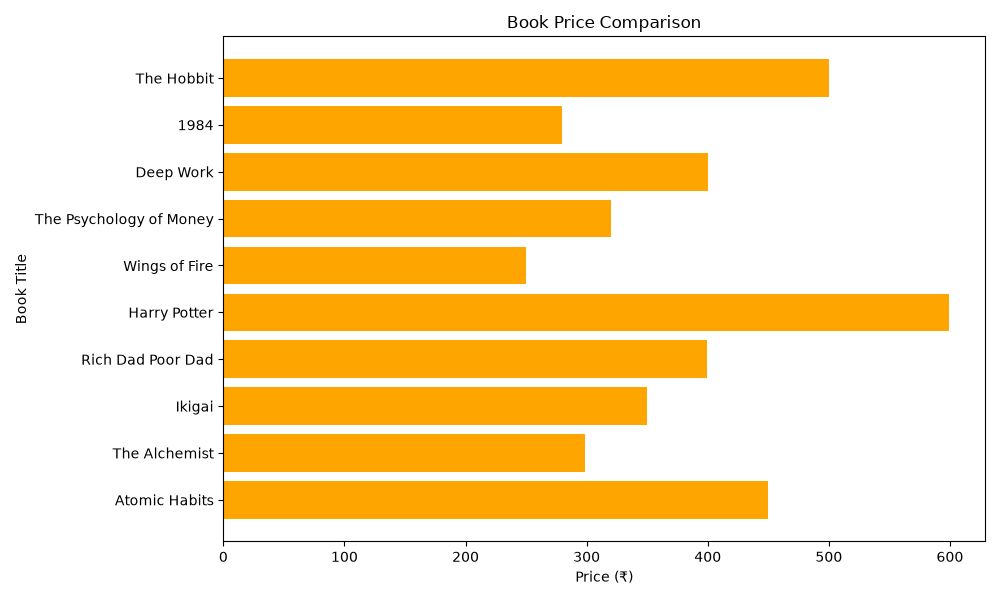 Book Price Comparison
Book Title
The Hobbit
1984
Deep Work
The Psychology of Money
Wings of Fire
Harry Potter
Rich Dad Poor Dad
Ikigai
The Alchemist
Atomic Habits
0 100 200 300 400 500 600
Price (₹)